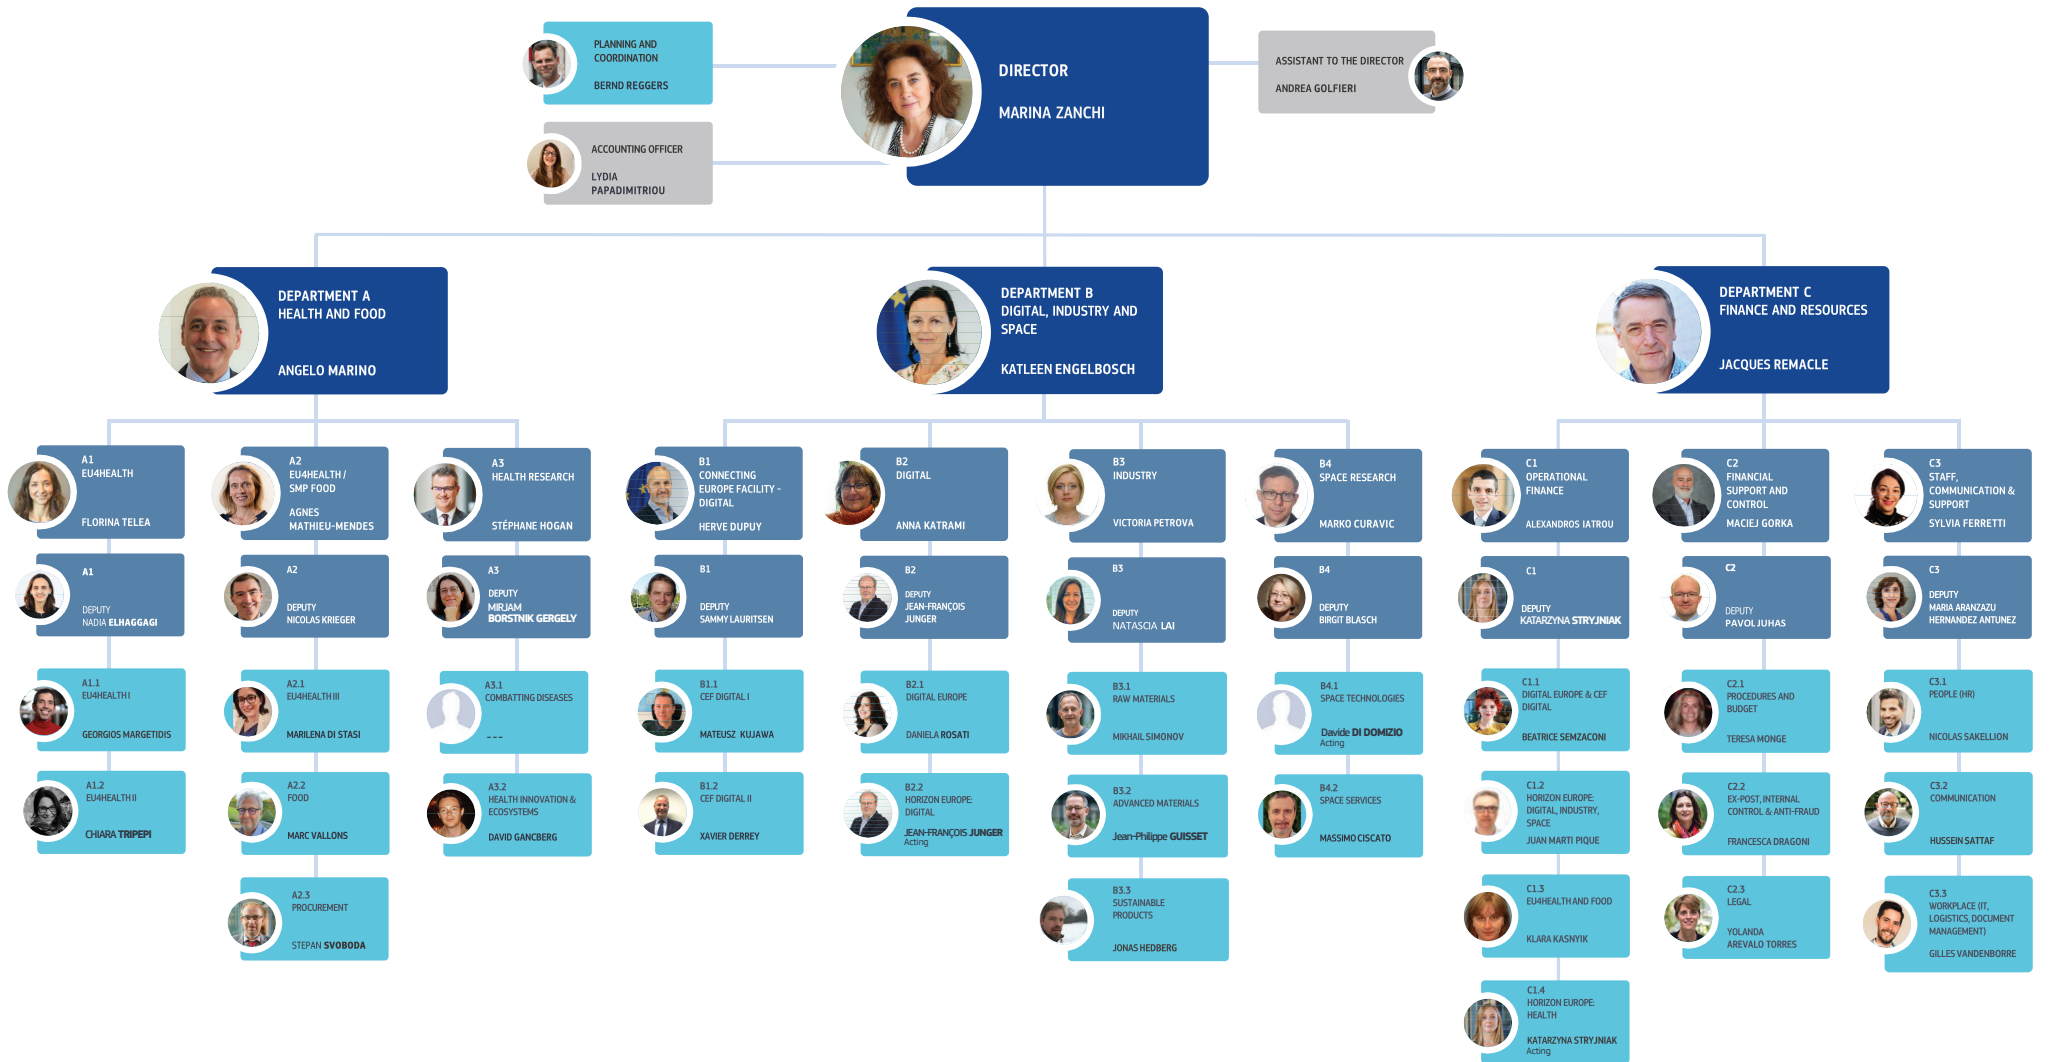 PLANNING AND
COORDINATION
BERND REGGERS
ACCOUNTING OFFICER
LYDIA
PAPADIMITRIOU
DIRECTOR
MARINA ZANCHI
ASSISTANT TO THE DIRECTOR
ANDREA GOLFIERI
DEPARTMENT A
HEALTH AND FOOD
ANGELO MARINO
DEPARTMENT B
DIGITAL, INDUSTRY AND
SPACE
KATLEEN ENGELBOSCH
DEPARTMENT C
FINANCE AND RESOURCES
JACQUES REMACLE
A1
EU4HEALTH
FLORINA TELEA
A2
EU4HEALTH /
SMP FOOD
AGNES
MATHIEU-MENDES
A3
HEALTH RESEARCH
STÉPHANE HOGAN
B1
CONNECTING
EUROPE FACILITY -
DIGITAL
HERVE DUPUY
B2
DIGITAL
ANNA KATRAMI
B3
INDUSTRY
VICTORIA PETROVA
B4
SPACE RESEARCH
MARKO CURAVIC
C1
OPERATIONAL
FINANCE
ALEXANDROS IATROU
C2
FINANCIAL
SUPPORT AND
CONTROL
MACIEJ GORKA
C3
STAFF,
COMMUNICATION &
SUPPORT
SYLVIA FERRETTI
A1
DEPUTY
NADIA ELHAGGAGI
A2
DEPUTY
NICOLAS KRIEGER
A3
DEPUTY
MIRJAM
BORSTNIK GERGELY
B1
DEPUTY
SAMMY LAURITSEN
B2
DEPUTY
JEAN-FRANÇOIS
JUNGER
B3
DEPUTY
NATASCIA LAI
B4
DEPUTY
BIRGIT BLASCH
C1
DEPUTY
KATARZYNA STRYJNIAK
C2
DEPUTY
PAVOL JUHAS
C3
DEPUTY
MARIA ARANZAZU
HERNANDEZ ANTUNEZ
A1.1
EU4HEALTH I
GEORGIOS MARGETIDIS
A2.1
EU4HEALTH III
MARILENA DI STASI
A3.1
COMBATTING DISEASES
---
B1.1
CEF DIGITAL I
MATEUSZ KUJAWA
B2.1
DIGITAL EUROPE
DANIELA ROSATI
B3.1
RAW MATERIALS
MIKHAIL SIMONOV
B4.1
SPACE TECHNOLOGIES
Davide DI DOMIZIO
Acting
C1.1
DIGITAL EUROPE & CEF
DIGITAL
BEATRICE SEMZACONI
C2.1
PROCEDURES AND
BUDGET
TERESA MONGE
C3.1
PEOPLE (HR)
NICOLAS SAKELLION
A1.2
EU4HEALTH II
CHIARA TRIPEPI
A2.2
FOOD
MARC VALLONS
A3.2
HEALTH INNOVATION &
ECOSYSTEMS
DAVID GANCBERG
B1.2
CEF DIGITAL II
XAVIER DERREY
B2.2
HORIZON EUROPE:
DIGITAL
JEAN-FRANÇOIS JUNGER
Acting
B3.2
ADVANCED MATERIALS
Jean-Philippe GUISSET
B4.2
SPACE SERVICES
MASSIMO CISCATO
C1.2
HORIZON EUROPE:
DIGITAL, INDUSTRY,
SPACE
JUAN MARTI PIQUE
C2.2
EX-POST, INTERNAL
CONTROL & ANTI-FRAUD
FRANCESCA DRAGONI
C3.2
COMMUNICATION
HUSSEIN SATTAF
A2.3
PROCUREMENT
STEPAN SVOBODA
B3.3
SUSTAINABLE
PRODUCTS
JONAS HEDBERG
C1.3
EU4HEALTH AND FOOD
KLARA KASNYIK
C2.3
LEGAL
YOLANDA
AREVALO TORRES
C3.3
WORKPLACE (IT,
LOGISTICS, DOCUMENT
MANAGEMENT)
GILLES VANDENBORRE
C1.4
HORIZON EUROPE:
HEALTH
KATARZYNA STRYJNIAK
Acting